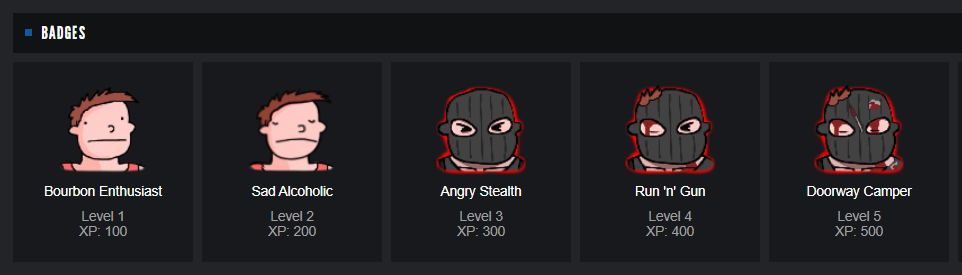 BADGES
Bourbon Enthusiast
Level 1
XP: 100
Sad Alcoholic
Level 2
XP: 200
Angry Stealth
Level 3
XP: 300
Run 'n' Gun
Level 4
XP: 400
Doorway Camper
Level 5
XP: 500